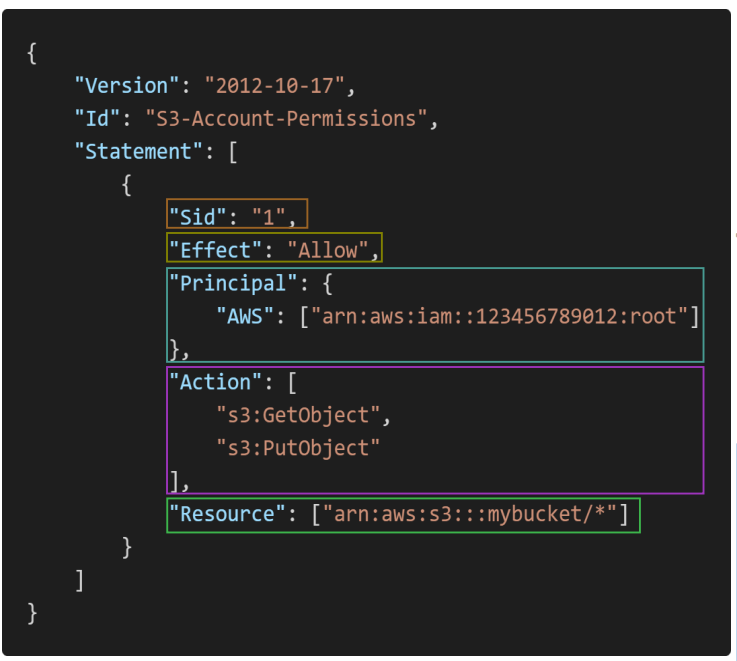 {
    "Version": "2012-10-17",
    "Id": "S3-Account-Permissions",
    "Statement": [
        {
            "Sid": "1",
            "Effect": "Allow",
            "Principal": {
                "AWS": ["arn:aws:iam::123456789012:root"]
            },
            "Action": [
                "s3:GetObject",
                "s3:PutObject"
            ],
            "Resource": ["arn:aws:s3:::mybucket/*"]
        }
    ]
}